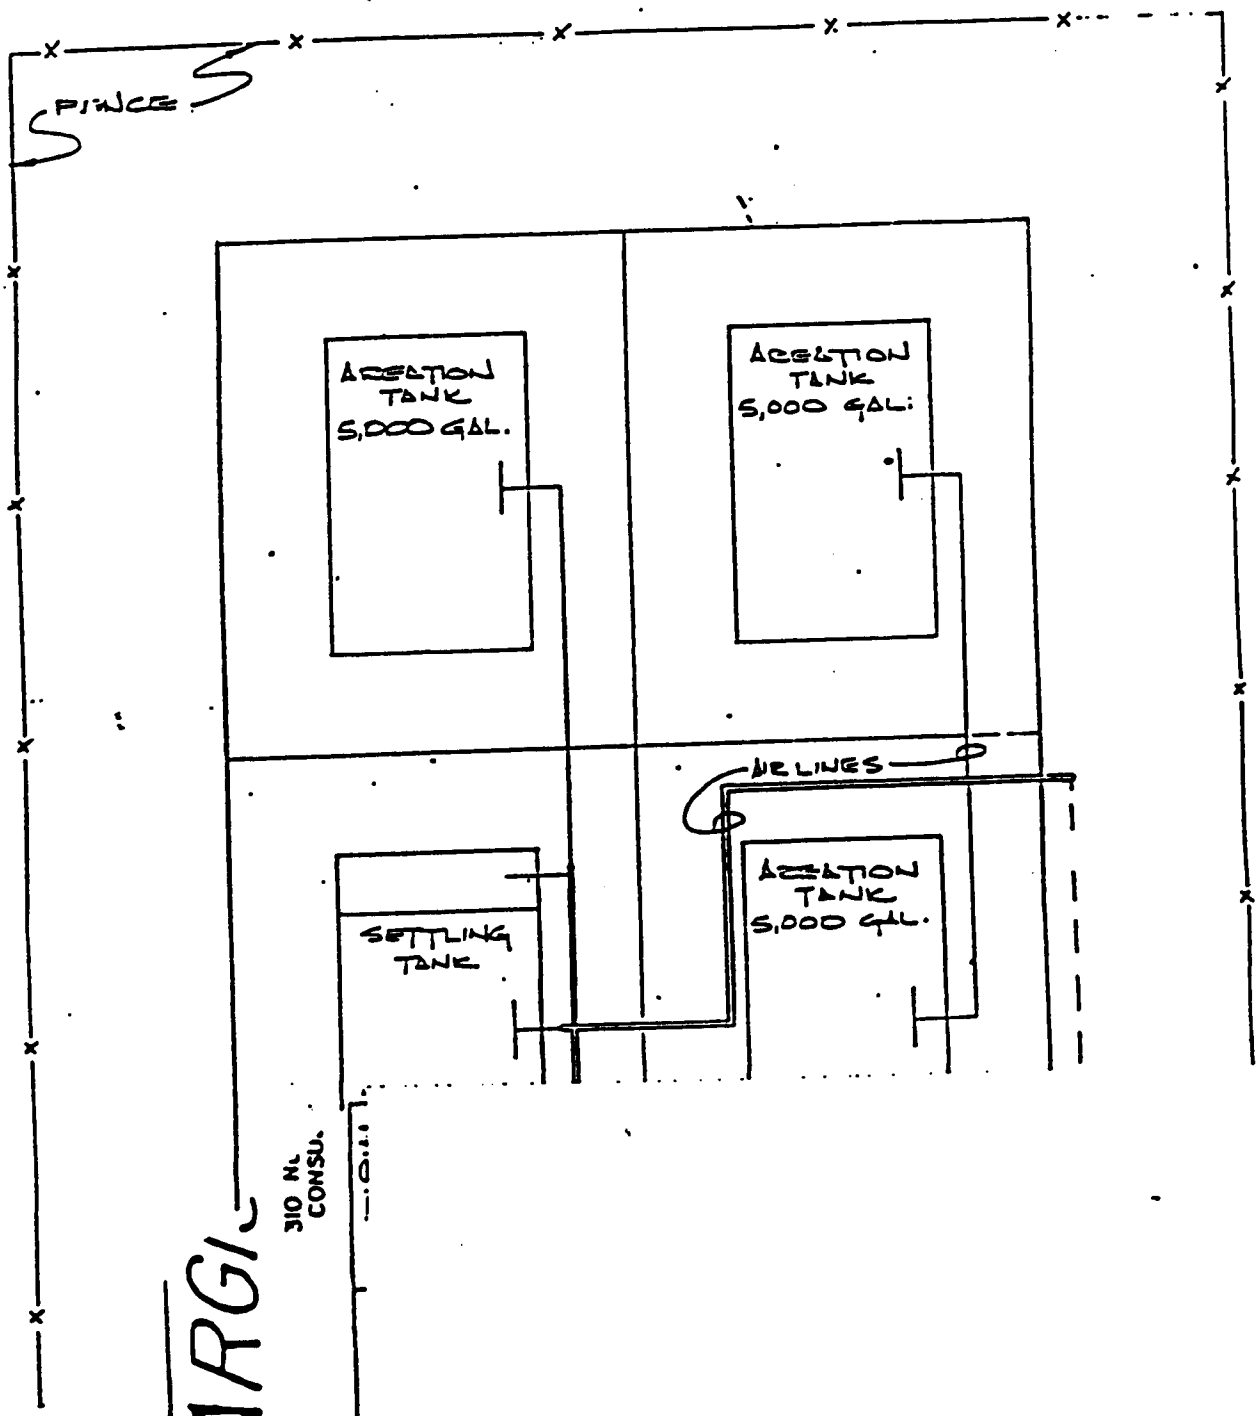 FENCE
AERATION
TANK
5,000 GAL.
AERATION
TANK
5,000 GAL.
AIR LINES
AERATION
TANK
5,000 GAL.
SETTLING
TANK
310
CONSU